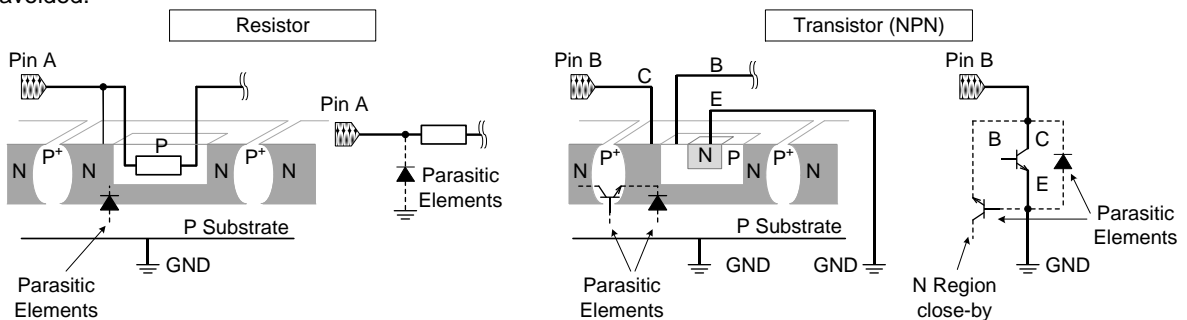 avoided.
Resistor
Transistor (NPN)
Pin A
Pin B
C
B
E
Pin B
Pin A
N
P+
N
P
N
P+
N
Parasitic
Elements
P Substrate
GND
Parasitic
Elements
N
P+
N
N
P
N
P+
N
P Substrate
GND
GND
Parasitic
Elements
B
C
E
Parasitic
Elements
GND
N Region
close-by